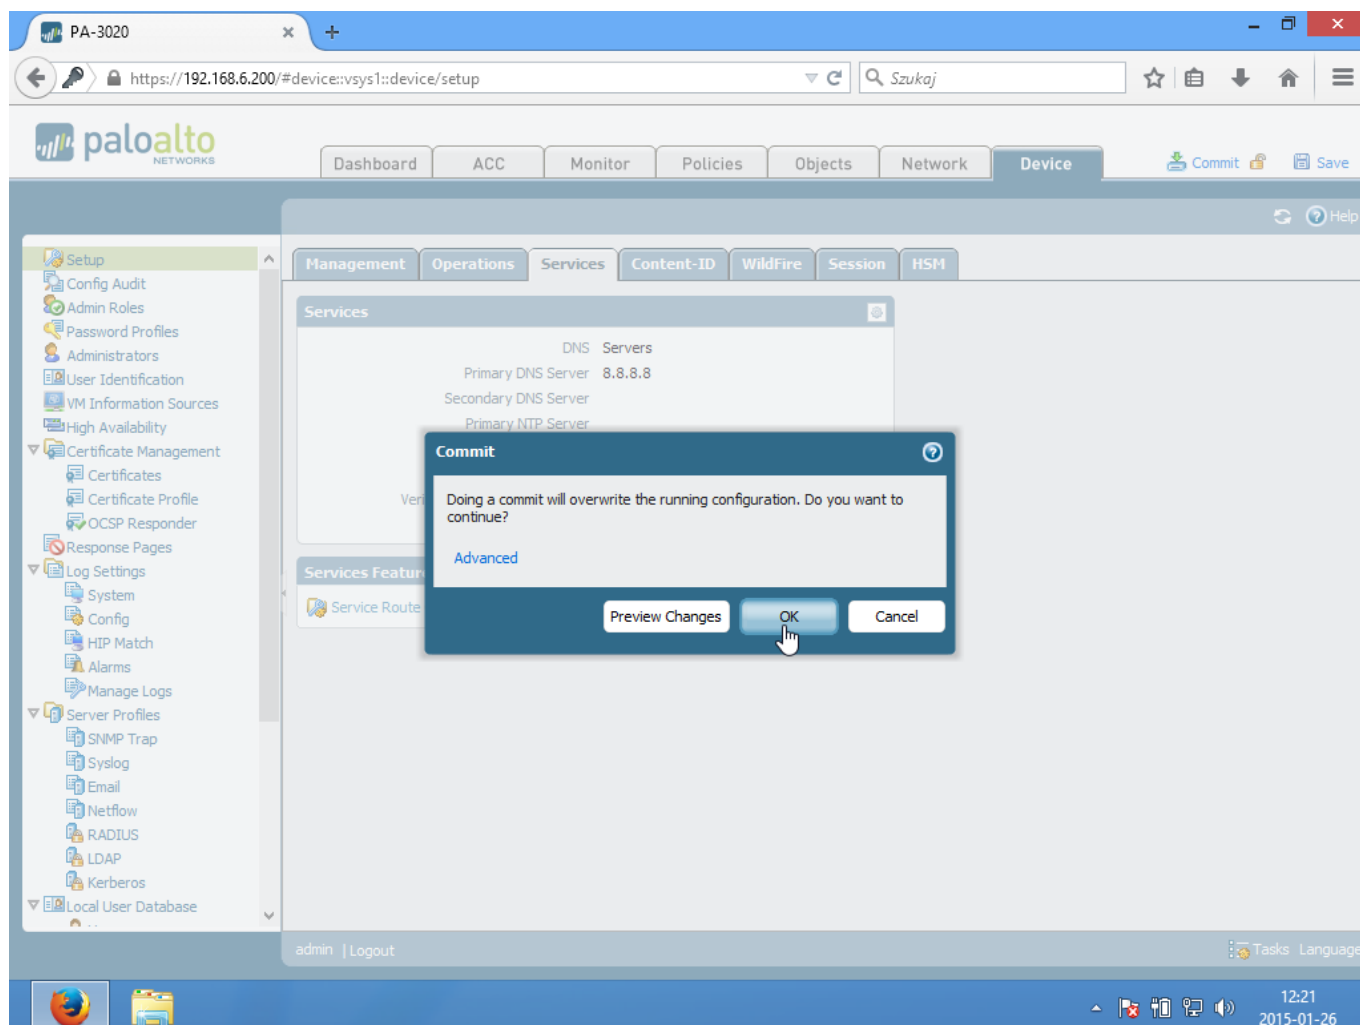 PA-3020
https://192.168.6.200/#device::vsys1::device/setup
Szukaj
paloalto
NETWORKS
Dashboard
ACC
Monitor
Policies
Objects
Network
Device
Commit
Save
Help
Setup
Config Audit
Admin Roles
Password Profiles
Administrators
User Identification
VM Information Sources
High Availability
Certificate Management
Certificates
Certificate Profile
OCSP Responder
Response Pages
Log Settings
System
Config
HIP Match
Alarms
Manage Logs
Server Profiles
SNMP Trap
Syslog
Email
Netflow
RADIUS
LDAP
Kerberos
Local User Database
Management
Operations
Services
Content-ID
WildFire
Session
HSM
Services
DNS Servers
Primary DNS Server 8.8.8.8
Secondary DNS Server
Primary NTP Server
Services
Service Route
Commit
Doing a commit will overwrite the running configuration. Do you want to
continue?
Advanced
Preview Changes
OK
Cancel
admin | Logout
Tasks
Language
12:21
2015-01-26